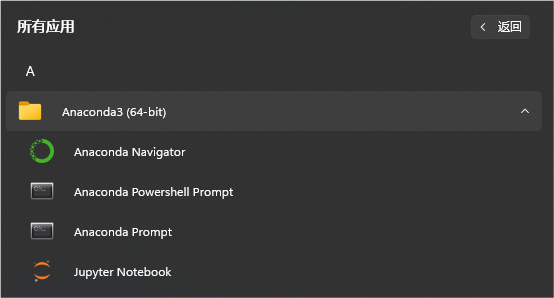 所有应用
返回
A
Anaconda3 (64-bit)
Anaconda Navigator
Anaconda Powershell Prompt
Anaconda Prompt
Jupyter Notebook